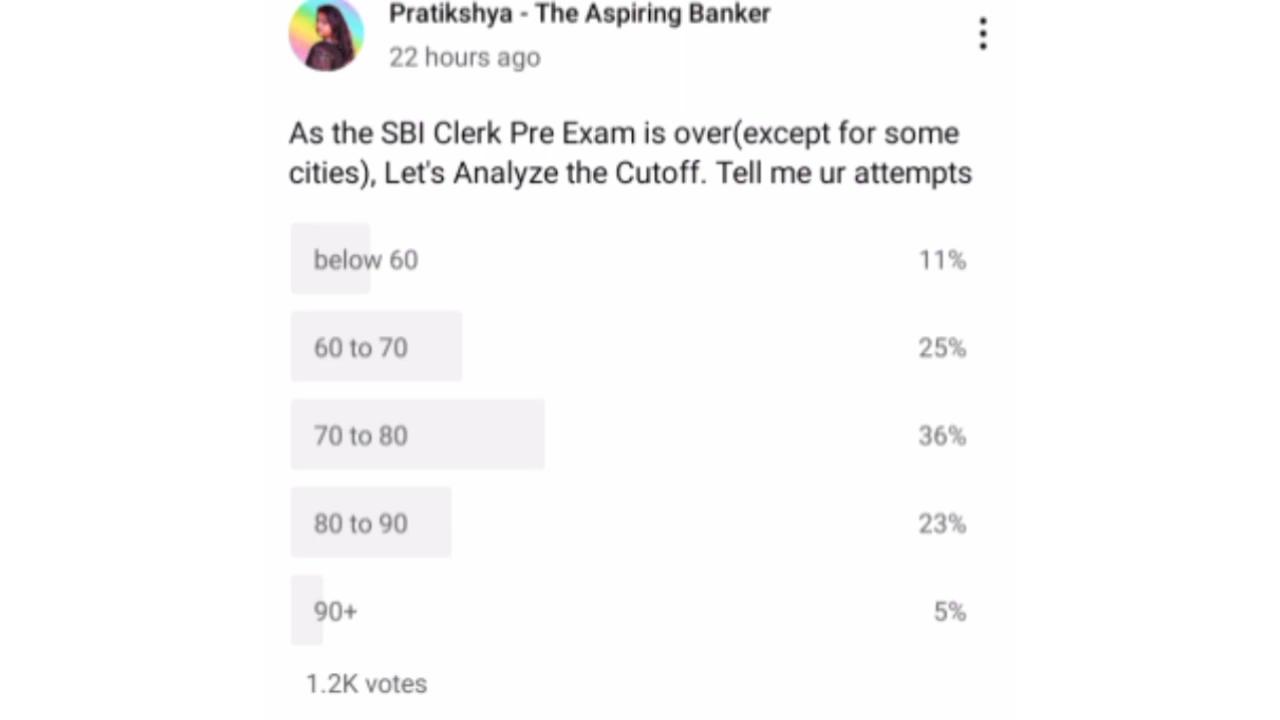 Pratikshya - The Aspiring Banker
22 hours ago
As the SBI Clerk Pre Exam is over(except for some
cities), Let's Analyze the Cutoff. Tell me ur attempts
below 60 11%
60 to 70 25%
70 to 80 36%
80 to 90 23%
90+ 5%
1.2K votes